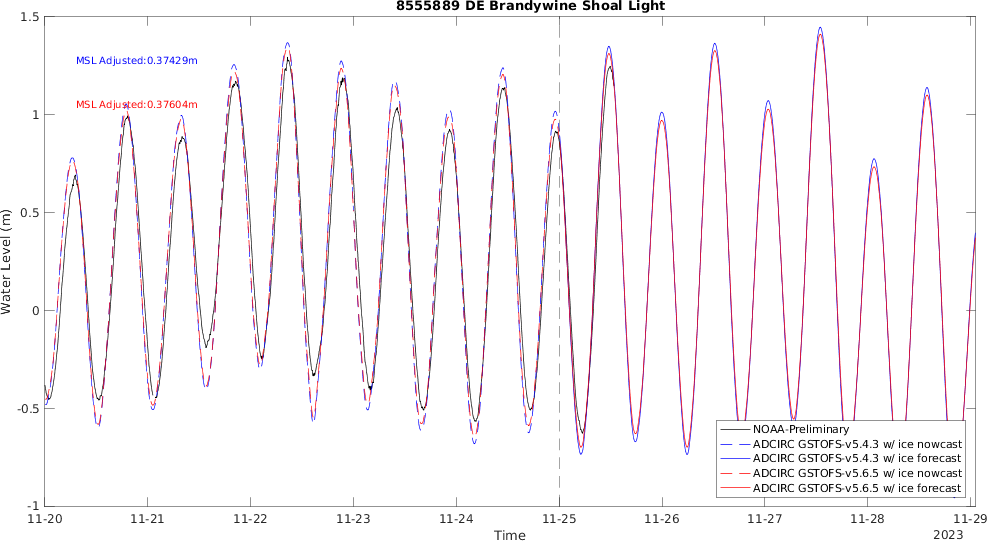 8555889 DE Brandywine Shoal Light
1.5
MSL Adjusted:0.37429m
MSL Adjusted:0.37604m
1
0.5
Water Level (m)
0
-0.5
NOAA-Preliminary
ADCIRC GSTOFS-v5.4.3 w/ ice nowcast
ADCIRC GSTOFS-v5.4.3 w/ ice forecast
ADCIRC GSTOFS-v5.6.5 w/ ice nowcast
ADCIRC GSTOFS-v5.6.5 w/ ice forecast
-1
11-20 11-21 11-22 11-23 11-24 11-25 11-26 11-27 11-28 11-29
Time
2023